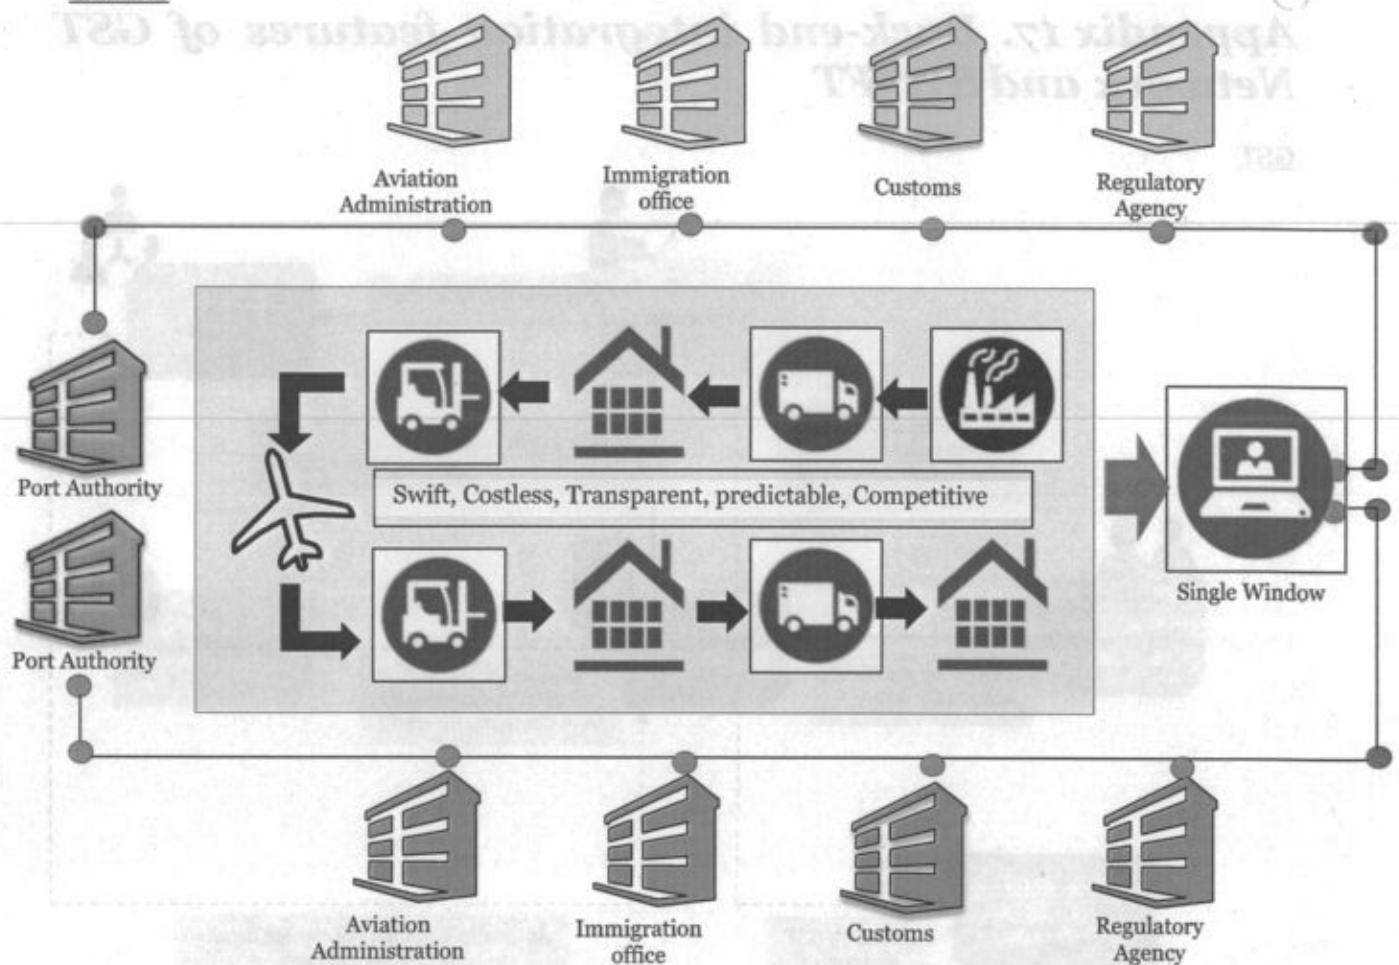 Aviation
Administration
Immigration
office
Customs
Regulatory
Agency
Port Authority
Swift, Costless, Transparent, predictable, Competitive
Single Window
Port Authority
Aviation
Administration
Immigration
office
Customs
Regulatory
Agency